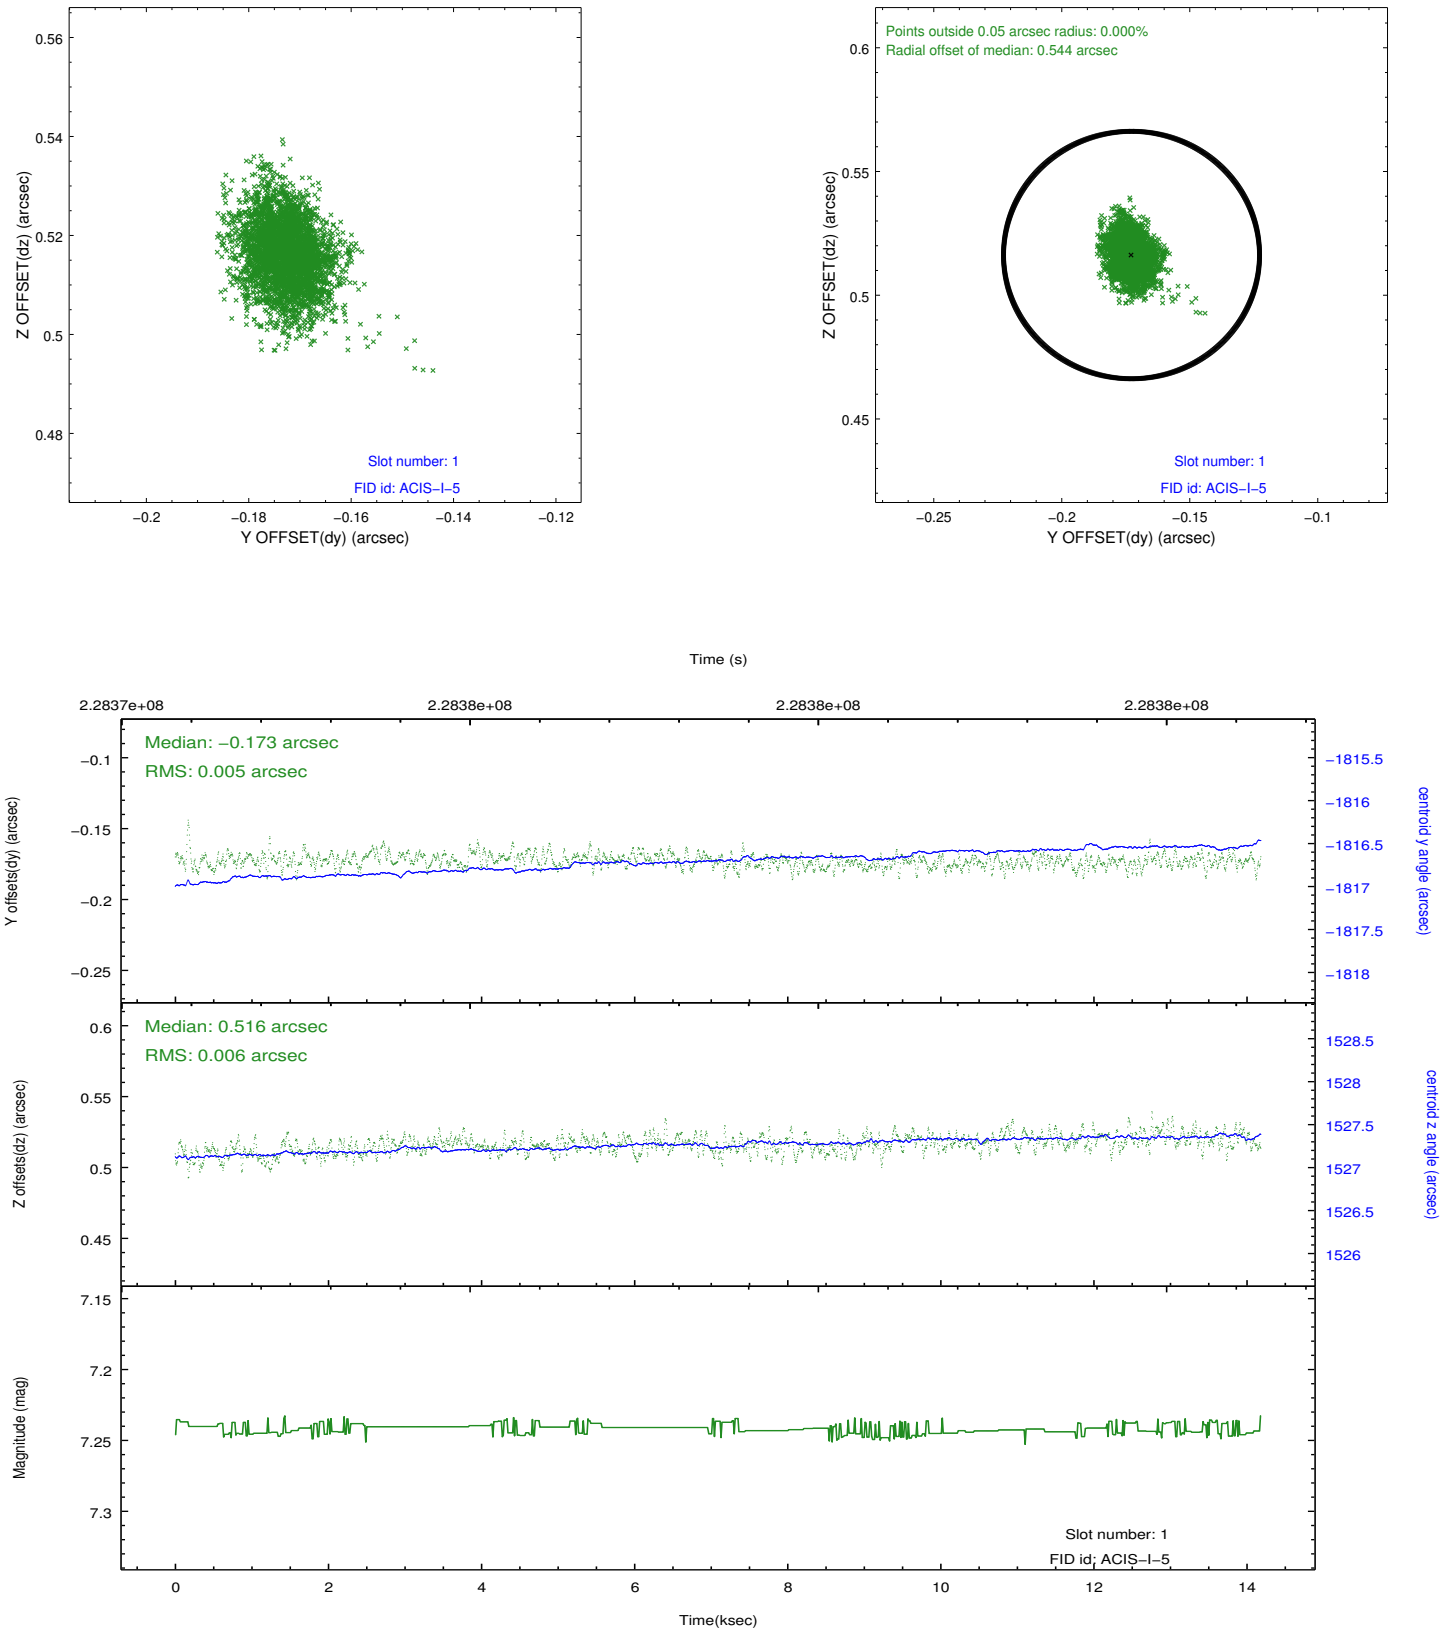 0.56
0.54
0.52
0.5
0.48
Z OFFSET(dz) (arcsec)
Slot number: 1
FID id: ACIS−I−5
−0.2
−0.18
−0.16
−0.14
−0.12
Y OFFSET(dy) (arcsec)
Points outside 0.05 arcsec radius: 0.000%
Radial offset of median: 0.544 arcsec
0.6
0.55
0.5
0.45
Z OFFSET(dz) (arcsec)
Slot number: 1
FID id: ACIS−I−5
−0.25
−0.2
−0.15
−0.1
Y OFFSET(dy) (arcsec)
Time (s)
2.2837e+08
2.2838e+08
2.2838e+08
2.2838e+08
Median: −0.173 arcsec
RMS: 0.005 arcsec
−0.1
−0.15
−0.2
−0.25
Y offsets(dy) (arcsec)
−1815.5
−1816
−1816.5
−1817
−1817.5
−1818
centroid y angle (arcsec)
Median: 0.516 arcsec
RMS: 0.006 arcsec
0.6
0.55
0.5
0.45
Z offsets(dz) (arcsec)
1528.5
1528
1527.5
1527
1526.5
1526
centroid z angle (arcsec)
7.15
7.2
7.25
7.3
Magnitude (mag)
Slot number: 1
FID id: ACIS−I−5
0
2
4
6
8
10
12
14
Time(ksec)